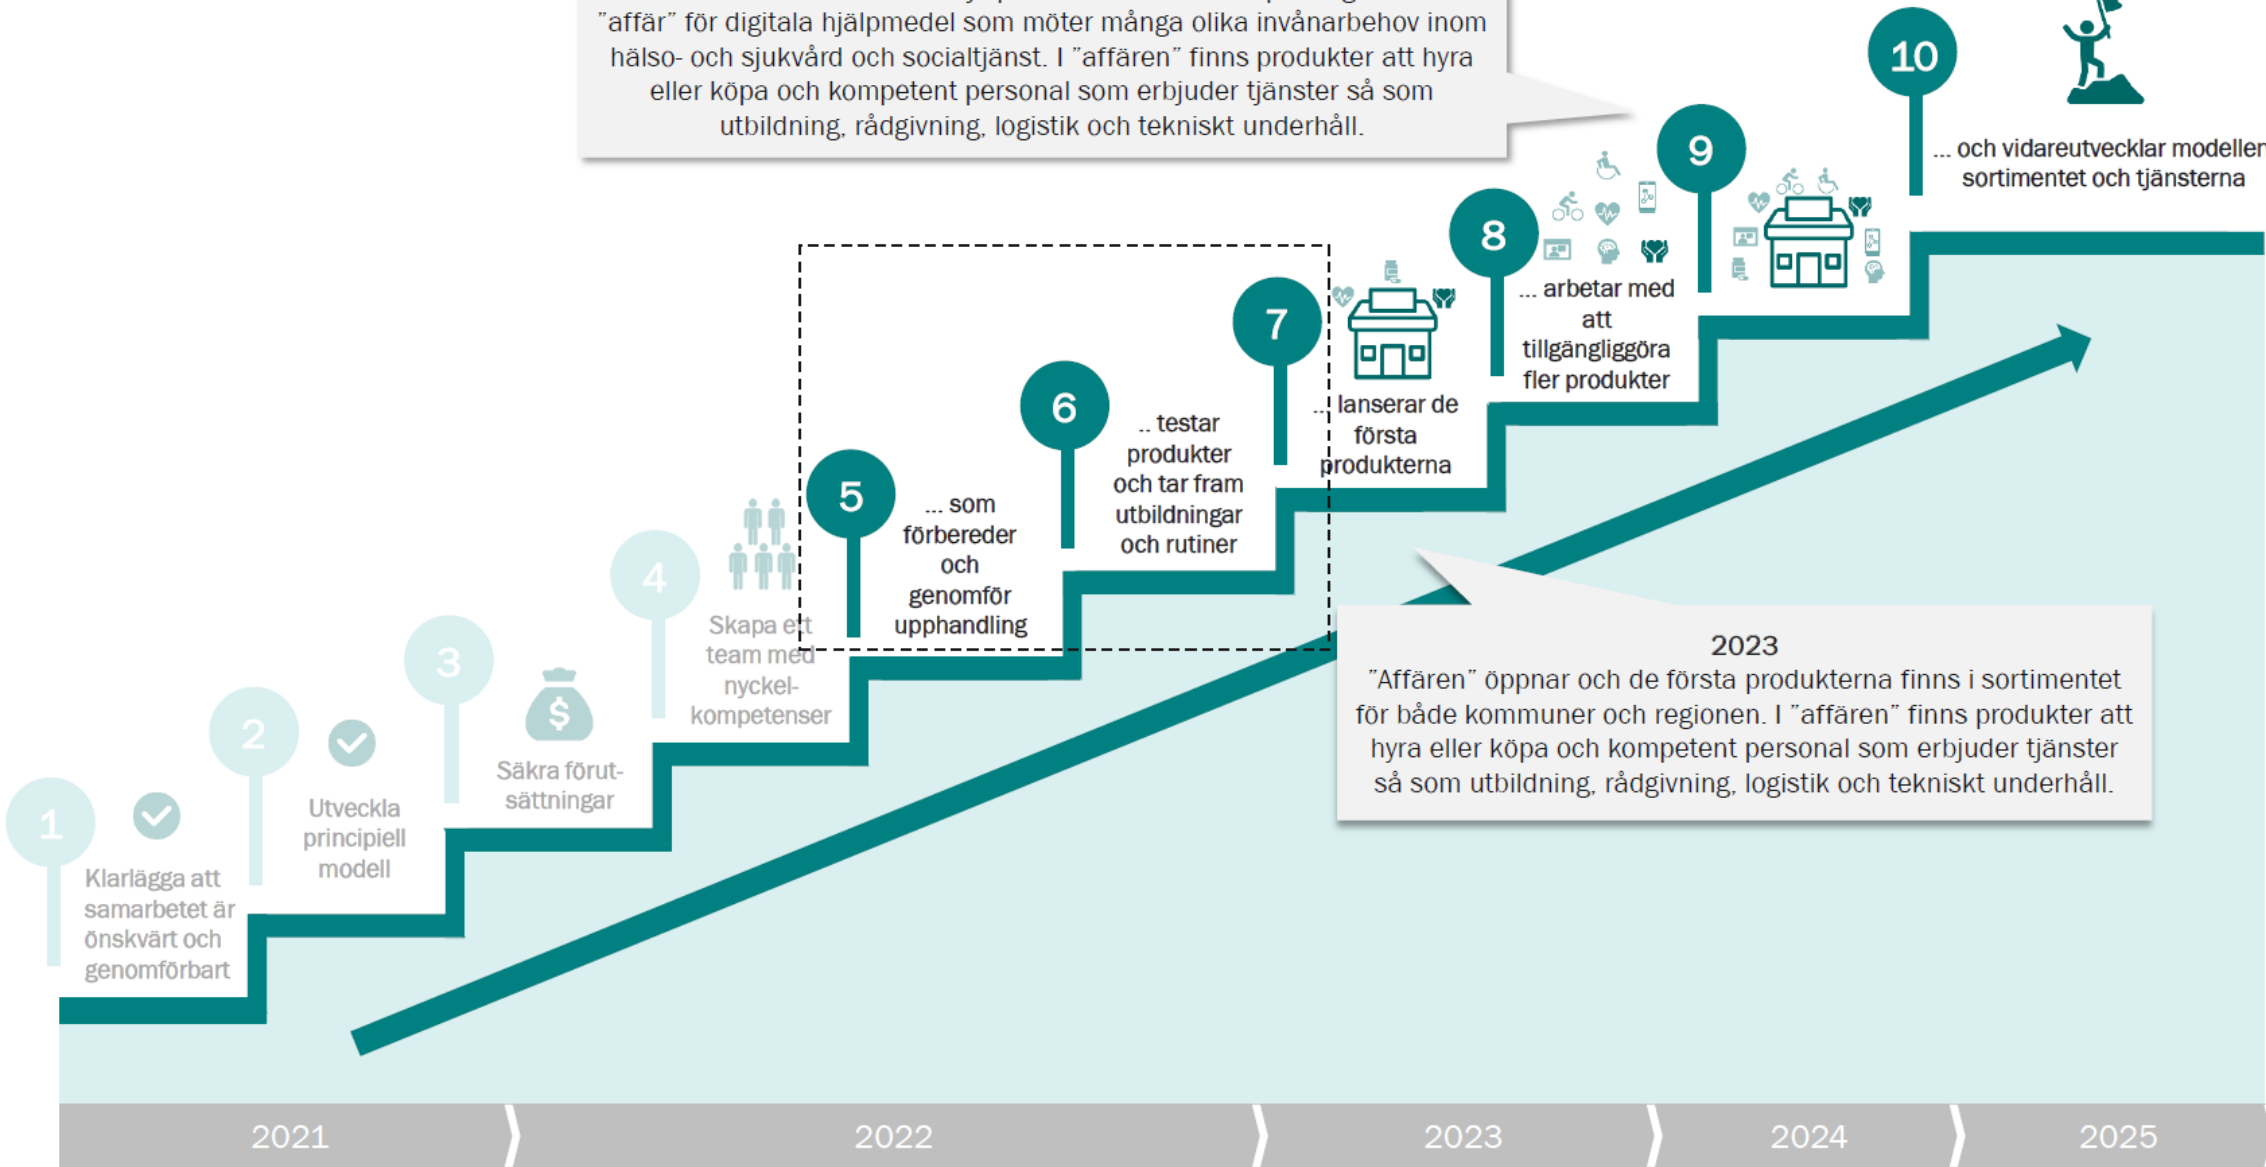 ”affär” för digitala hjälpmedel som möter många olika invånarbehov inom
hälso- och sjukvård och socialtjänst. I ”affären” finns produkter att hyra
eller köpa och kompetent personal som erbjuder tjänster så som
utbildning, rådgivning, logistik och tekniskt underhåll.
10
... och vidareutvecklar modellen
sortimentet och tjänsterna
9
8
... arbetar med
att
tillgängliggöra
fler produkter
7
... lanserar de
första
produkterna
6
.. testar
produkter
och tar fram
utbildningar
och rutiner
5
... som
förbereder
och
genomför
upphandling
4
Skapa ett
team med
nyckel-
kompetenser
3
$
Säkra förut-
sättningar
2
Utveckla
principiell
modell
1
Klarlägga att
samarbetet är
önskvärt och
genomförbart
2023
”Affären” öppnar och de första produkterna finns i sortimentet
för både kommuner och regionen. I ”affären” finns produkter att
hyra eller köpa och kompetent personal som erbjuder tjänster
så som utbildning, rådgivning, logistik och tekniskt underhåll.
2021
2022
2023
2024
2025